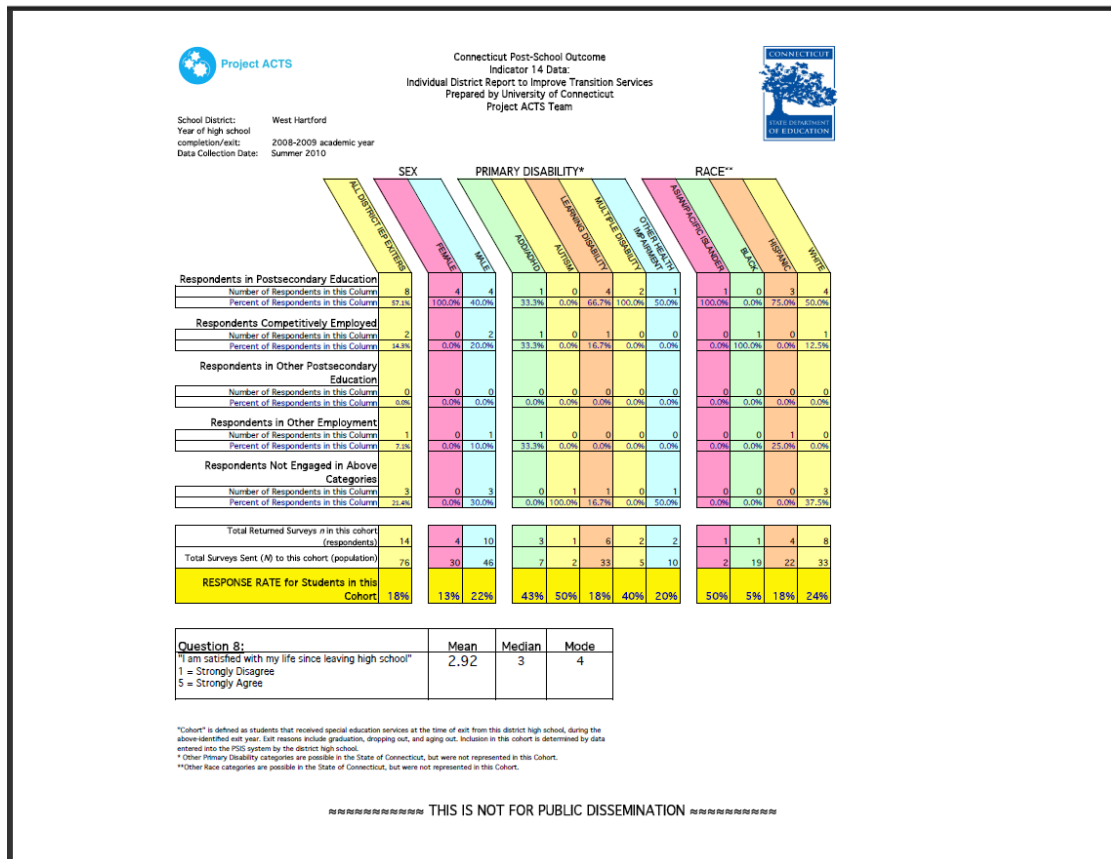 Project ACTS
Connecticut Post-School Outcome
Indicator 14 Data:
Individual District Report to Improve Transition Services
Prepared by University of Connecticut
Project ACTS Team
CONNECTICUT
STATE DEPARTMENT
OF EDUCATION
School District: West Hartford
Year of high school
completion/exit: 2008-2009 academic year
Data Collection Date: Summer 2010
SEX PRIMARY DISABILITY* RACE**
ALL DISTRICT IEP EXITERS
FEMALE
MALE
ADD/ADHD
AUTISM
LEARNING DISABILITY
MULTIPLE DISABILITY
OTHER HEALTH
IMPAIRMENT
ASIAN/PACIFIC ISLANDER
BLACK
HISPANIC
WHITE
Respondents in Postsecondary Education
Number of Respondents in this Column 8 4 4 1 0 4 2 1 1 0 3 4
Percent of Respondents in this Column 57.1% 100.0% 40.0% 33.3% 0.0% 66.7% 100.0% 50.0% 100.0% 0.0% 75.0% 50.0%
Respondents Competitively Employed
Number of Respondents in this Column 2 0 2 1 0 1 0 0 0 1 0 1
Percent of Respondents in this Column 14.3% 0.0% 20.0% 33.3% 0.0% 16.7% 0.0% 0.0% 0.0% 100.0% 0.0% 12.5%
Respondents in Other Postsecondary
Education
Number of Respondents in this Column 0 0 0 0 0 0 0 0 0 0 0 0
Percent of Respondents in this Column 0.0% 0.0% 0.0% 0.0% 0.0% 0.0% 0.0% 0.0% 0.0% 0.0% 0.0% 0.0%
Respondents in Other Employment
Number of Respondents in this Column 1 0 1 1 0 0 0 0 0 0 1 0
Percent of Respondents in this Column 7.1% 0.0% 10.0% 33.3% 0.0% 0.0% 0.0% 0.0% 0.0% 0.0% 25.0% 0.0%
Respondents Not Engaged in Above
Categories
Number of Respondents in this Column 3 0 3 0 1 1 0 1 0 0 0 3
Percent of Respondents in this Column 21.4% 0.0% 30.0% 0.0% 100.0% 16.7% 0.0% 50.0% 0.0% 0.0% 0.0% 37.5%
Total Returned Surveys n in this cohort
(respondents) 14 4 10 3 1 6 2 2 1 1 4 8
Total Surveys Sent (N) to this cohort (population) 76 30 46 7 2 33 5 10 2 19 22 33
RESPONSE RATE for Students in this
Cohort 18% 13% 22% 43% 50% 18% 40% 20% 50% 5% 18% 24%
Question 8: Mean Median Mode
"I am satisfied with my life since leaving high school" 2.92 3 4
1 = Strongly Disagree
5 = Strongly Agree
"Cohort" is defined as students that received special education services at the time of exit from this district high school, during the
above-identified exit year. Exit reasons include graduation, dropping out, and aging out. Inclusion in this cohort is determined by data
entered into the PSIS system by the district high school.
* Other Primary Disability categories are possible in the State of Connecticut, but were not represented in this Cohort.
**Other Race categories are possible in the State of Connecticut, but were not represented in this Cohort.
≈≈≈≈≈≈≈≈≈≈≈ THIS IS NOT FOR PUBLIC DISSEMINATION ≈≈≈≈≈≈≈≈≈≈